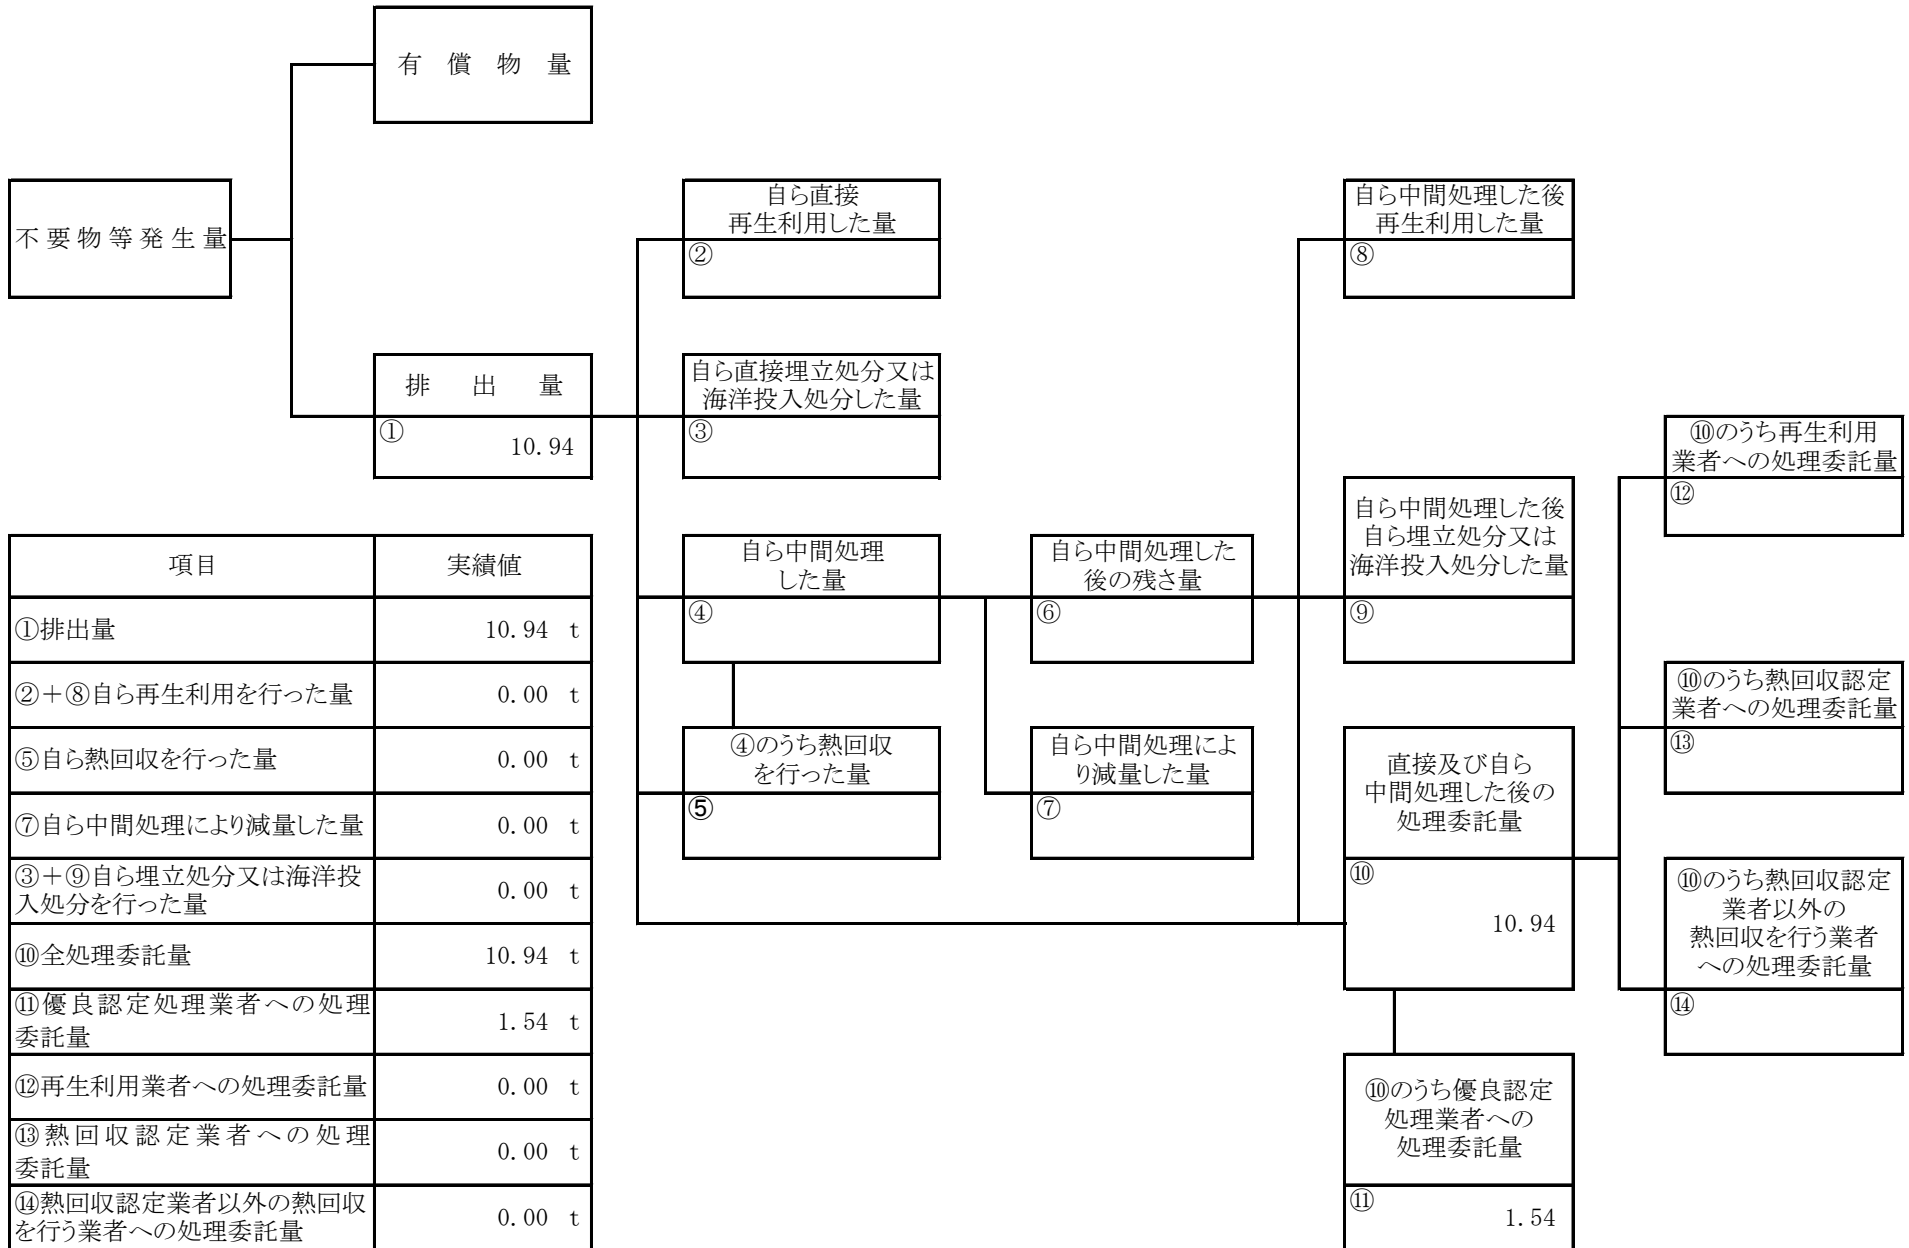 有償物量
不要物等発生量
自ら直接
再生利用した量
②
自ら中間処理した後
再生利用した量
⑧
排出量
①
10.94
自ら直接埋立処分又は
海洋投入処分した量
③
⑩のうち再生利用
業者への処理委託量
⑫
自ら中間処理
した量
④
自ら中間処理した
後の残さ量
⑥
自ら中間処理した後
自ら埋立処分又は
海洋投入処分した量
⑨
⑩のうち熱回収認定
業者への処理委託量
⑬
④のうち熱回収
を行った量
⑤
自ら中間処理によ
り減量した量
⑦
直接及び自ら
中間処理した後の
処理委託量
⑩
10.94
⑩のうち熱回収認定
業者以外の
熱回収を行う業者
への処理委託量
⑭
⑩のうち優良認定
処理業者への
処理委託量
⑪
1.54
項目 実績値
①排出量 10.94 t
②＋⑧自ら再生利用を行った量 0.00 t
⑤自ら熱回収を行った量 0.00 t
⑦自ら中間処理により減量した量 0.00 t
③＋⑨自ら埋立処分又は海洋投
入処分を行った量 0.00 t
⑩全処理委託量 10.94 t
⑪優良認定処理業者への処理
委託量 1.54 t
⑫再生利用業者への処理委託量 0.00 t
⑬熱回収認定業者への処理
委託量 0.00 t
⑭熱回収認定業者以外の熱回収
を行う業者への処理委託量 0.00 t